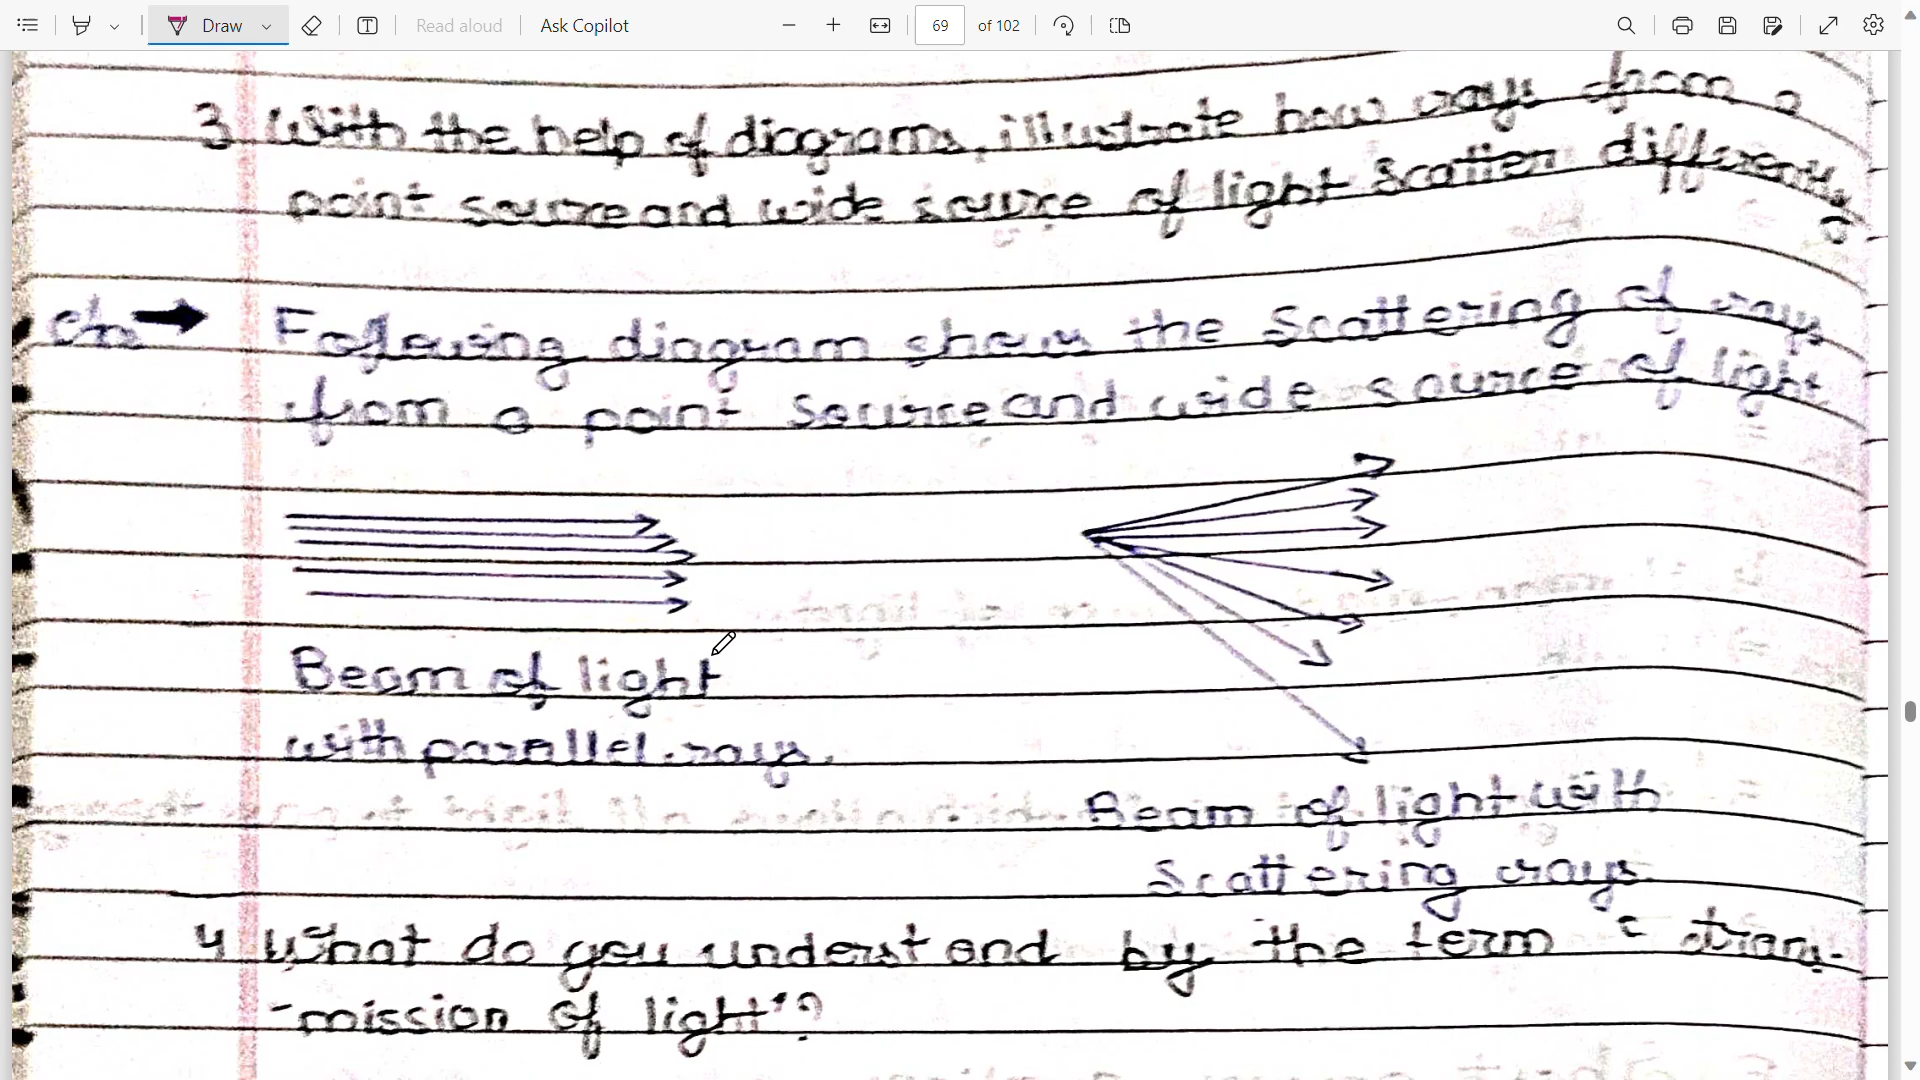 Draw
Read aloud
Ask Copilot
69 of 102
3 With the help of diagrams, illustrate how rays from a
point source and wide source of light scatter differently
Following diagram shows the scattering of rays
from a point source and wide source of light
Beam of light
with parallel rays.
Beam of light with
scattering rays
4 What do you understand by the term ' trans-
-mission of light'?